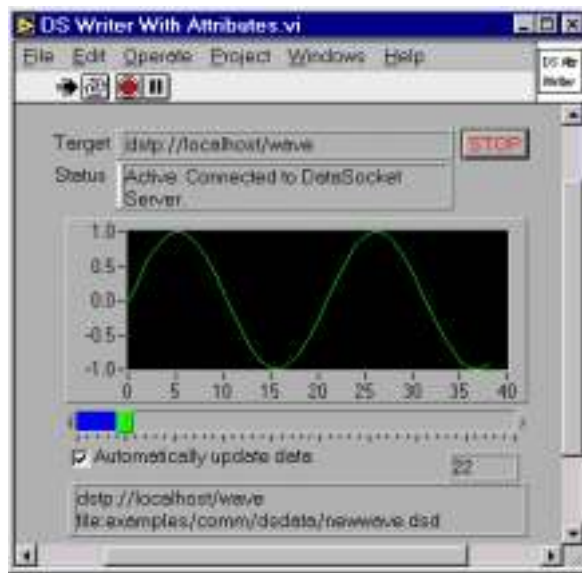 DS Writer With Attributes.vi
File Edit Operate Project Windows Help
DS Attr
Writer
Target dstp://localhost/wave STOP
Status Active: Connected to DataSocket
Server.
1.0
0.5
0.0
-0.5
-1.0
0 5 10 15 20 25 30 35 40
Automatically update data 22
dstp://localhost/wave
file:examples/comm/dsdata/newwave.dsd